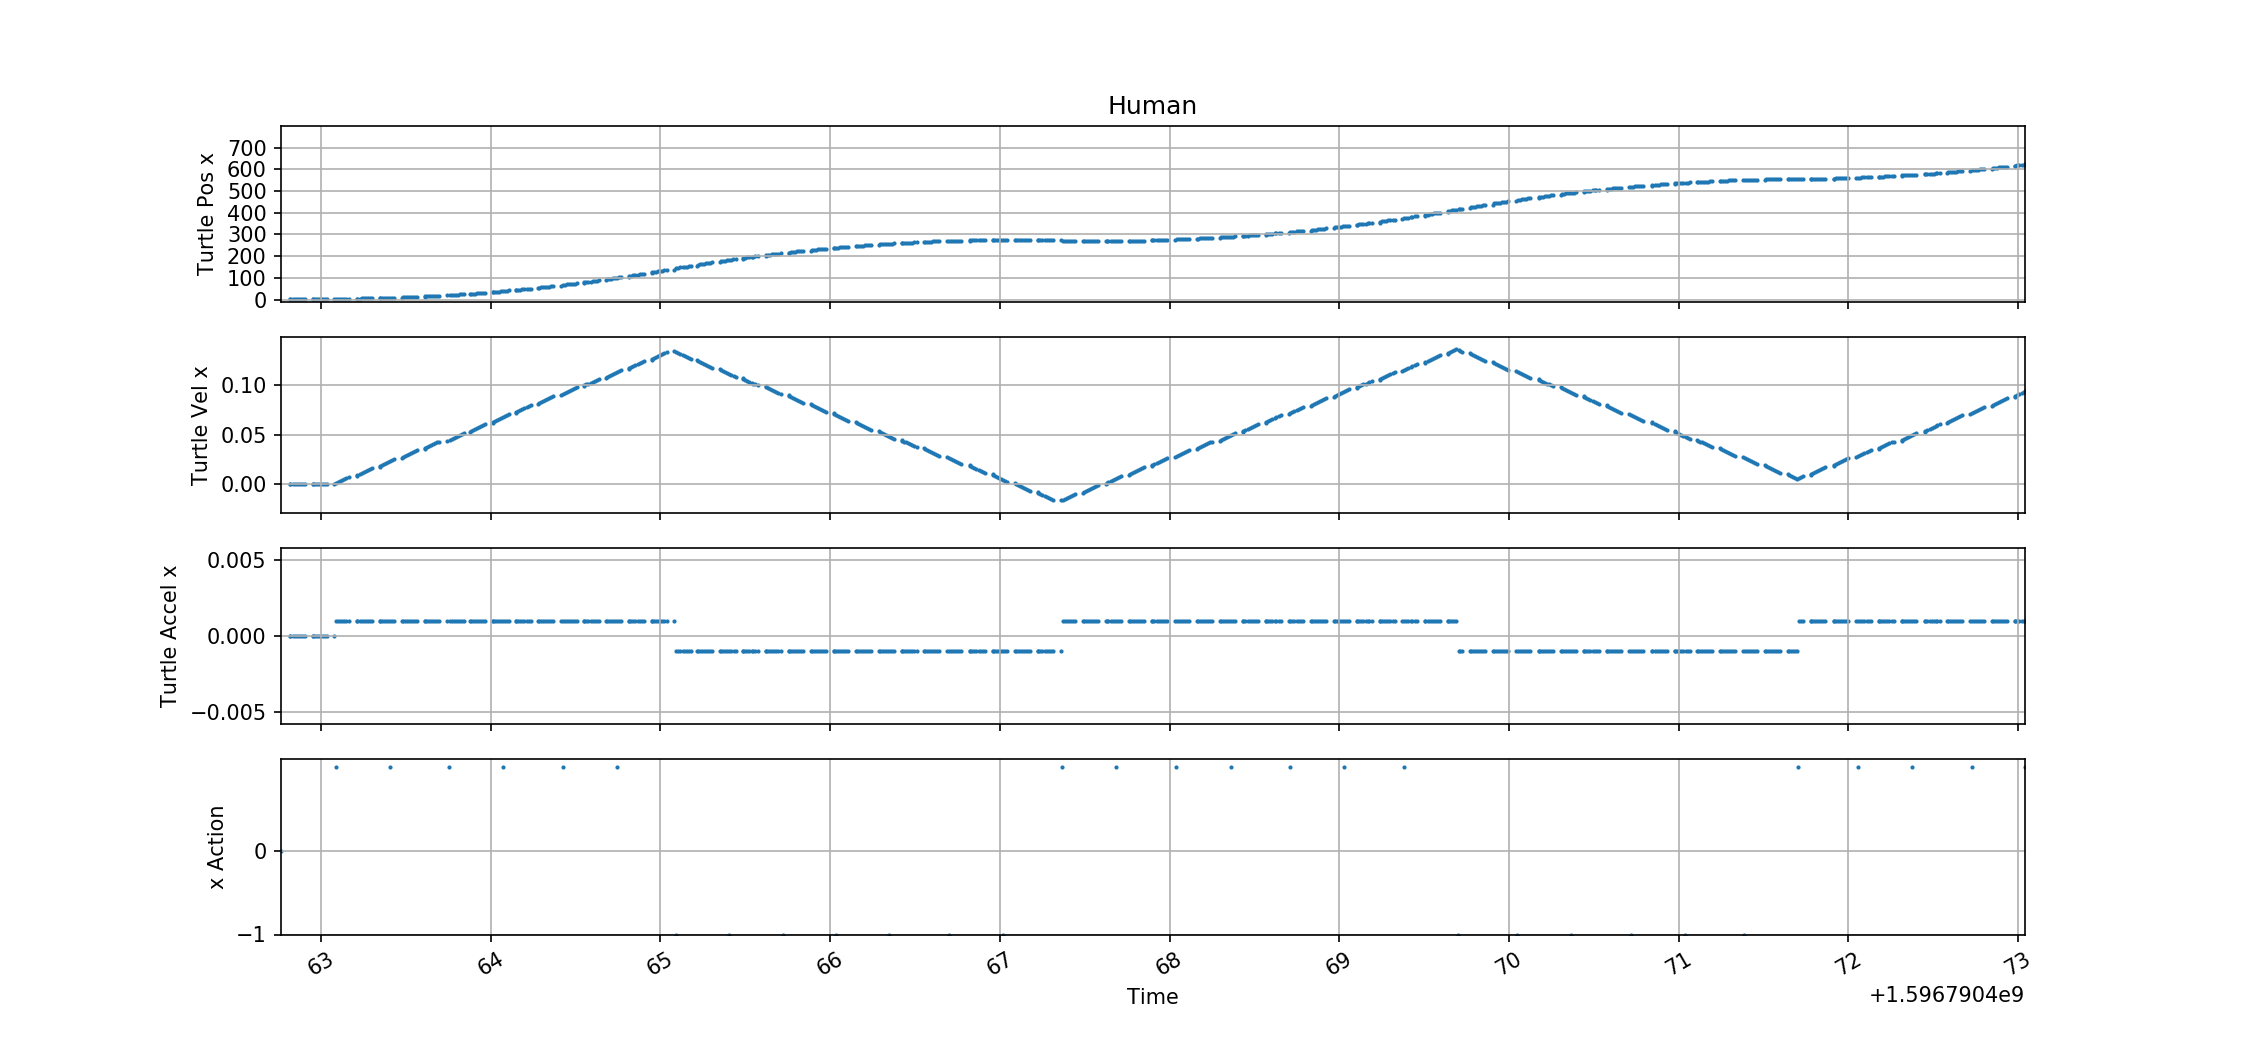 Human
Turtle Pos x
700
600
500
400
300
200
100
0
Turtle Vel x
0.10
0.05
0.00
Turtle Accel x
0.005
0.000
−0.005
x Action
0
−1
63 64 65 66 67 68 69 70 71 72 73
Time
+1.5967904e9